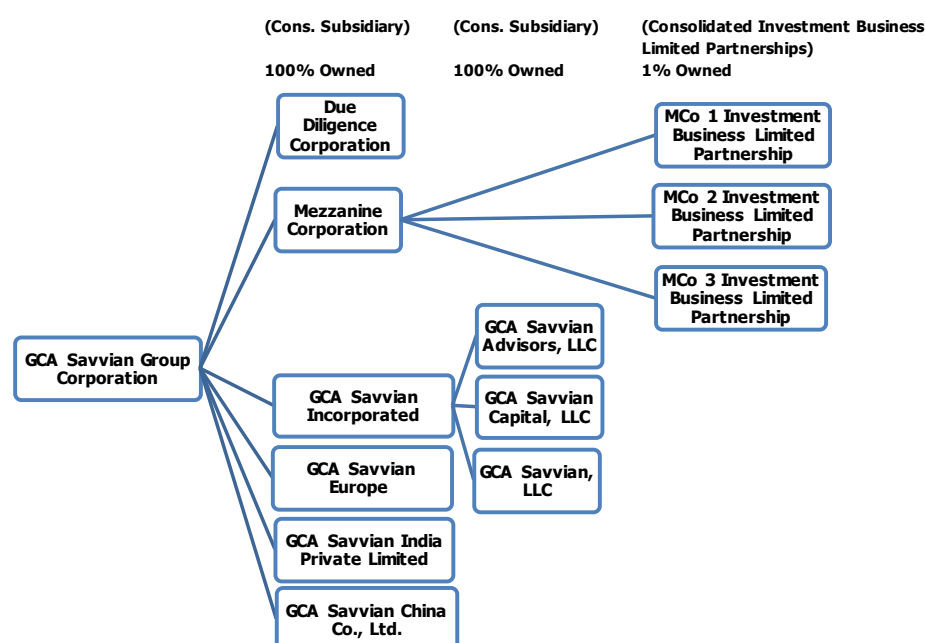 (Cons. Subsidiary)
100% Owned
(Cons. Subsidiary)
100% Owned
(Consolidated Investment Business
Limited Partnerships)
1% Owned
Due
Diligence
Corporation
Mezzanine
Corporation
MCo 1 Investment
Business Limited
Partnership
MCo 2 Investment
Business Limited
Partnership
MCo 3 Investment
Business Limited
Partnership
GCA Savvian Group
Corporation
GCA Savvian
Incorporated
GCA Savvian
Advisors, LLC
GCA Savvian
Capital, LLC
GCA Savvian,
LLC
GCA Savvian
Europe
GCA Savvian India
Private Limited
GCA Savvian China
Co., Ltd.